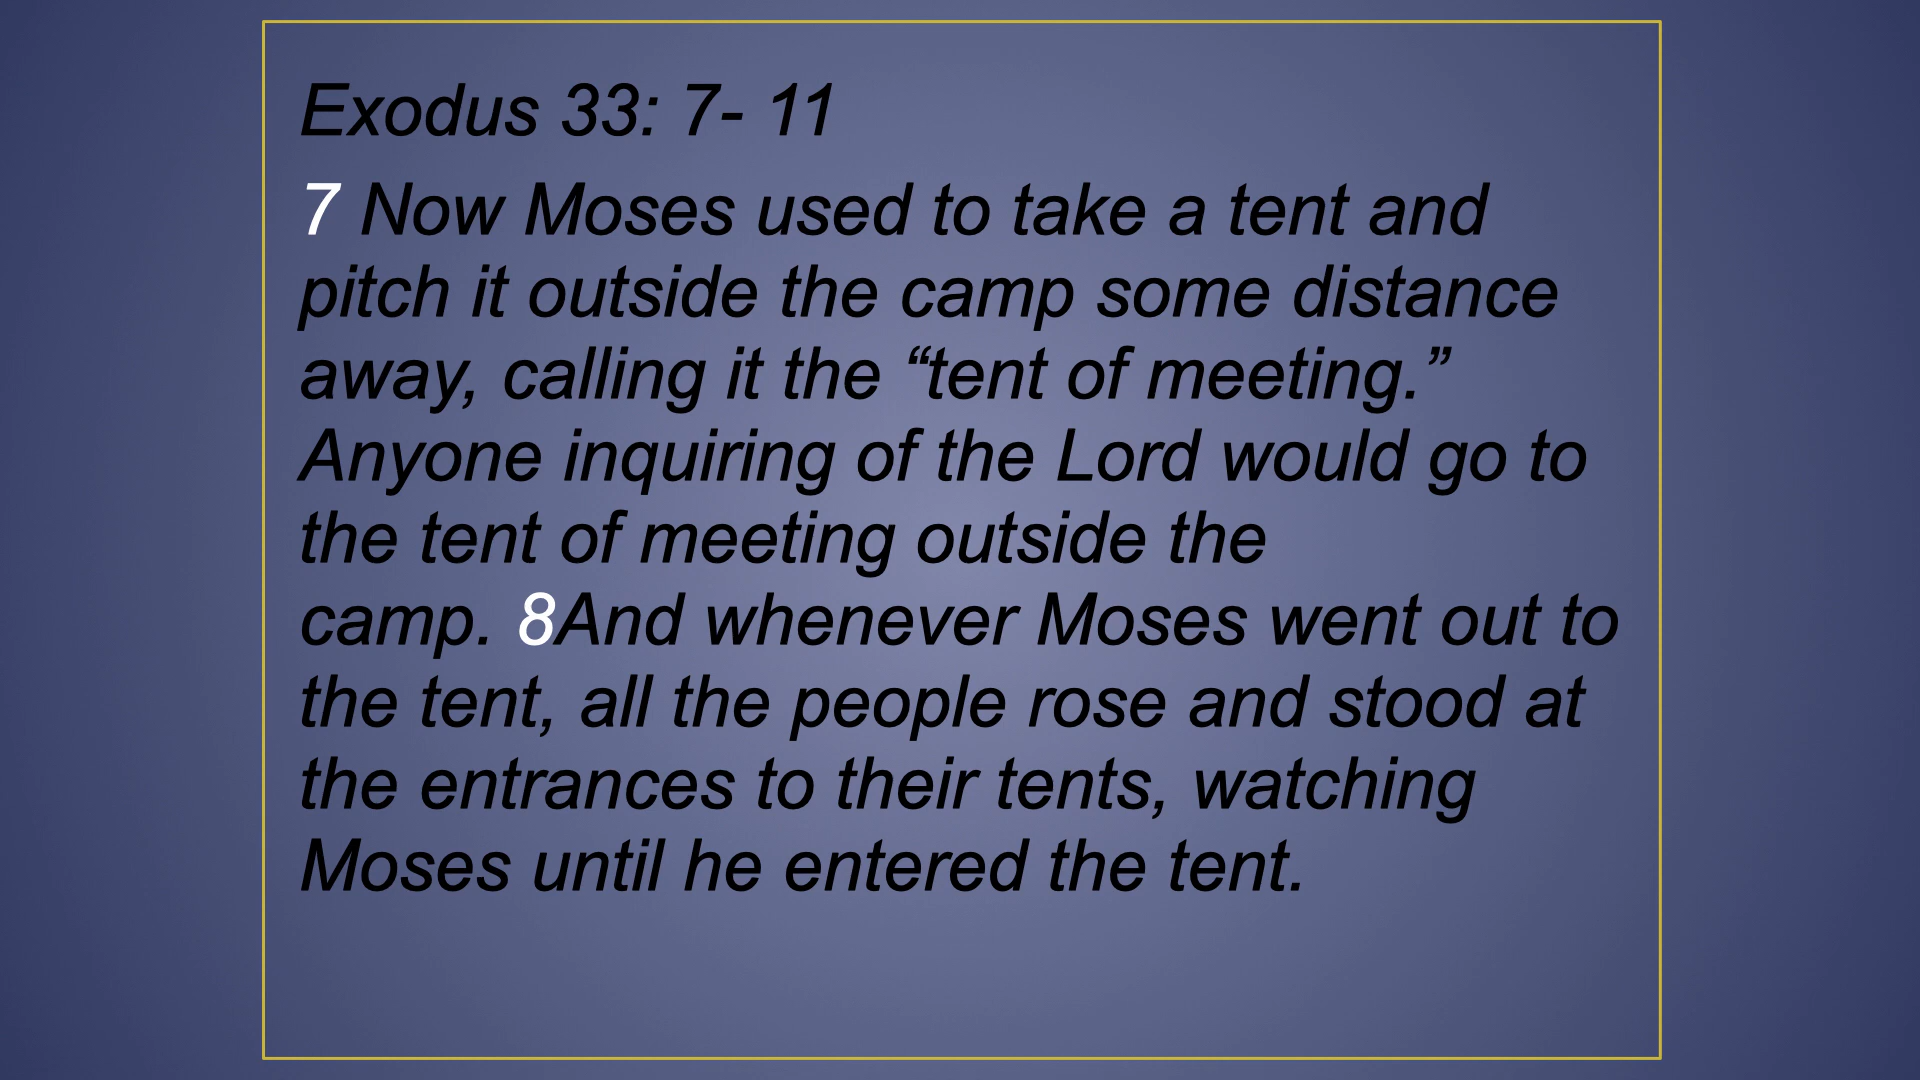 Exodus 33: 7- 11
7 Now Moses used to take a tent and
pitch it outside the camp some distance
away, calling it the “tent of meeting.”
Anyone inquiring of the Lord would go to
the tent of meeting outside the
camp. 8And whenever Moses went out to
the tent, all the people rose and stood at
the entrances to their tents, watching
Moses until he entered the tent.